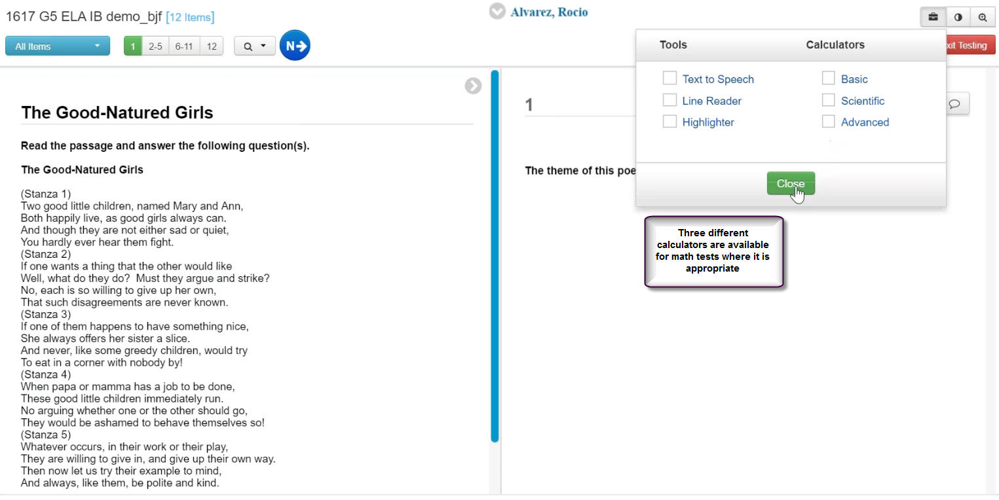 1617 G5 ELA IB demo_bjf [12 Items]
Alvarez, Rocio
All Items
1
2-5
6-11
12
N
xit Testing
Tools
Calculators
Text to Speech
Basic
Line Reader
Scientific
Highlighter
Advanced
Close
The Good-Natured Girls
Read the passage and answer the following question(s).
The Good-Natured Girls
(Stanza 1)
Two good little children, named Mary and Ann,
Both happily live, as good girls always can.
And though they are not either sad or quiet,
You hardly ever hear them fight.
(Stanza 2)
If one wants a thing that the other would like
Well, what do they do?  Must they argue and strike?
No, each is so willing to give up her own,
That such disagreements are never known.
(Stanza 3)
If one of them happens to have something nice,
She always offers her sister a slice.
And never, like some greedy children, would try
To eat in a corner with nobody by!
(Stanza 4)
When papa or mamma has a job to be done,
These good little children immediately run.
No arguing whether one or the other should go,
They would be ashamed to behave themselves so!
(Stanza 5)
Whatever occurs, in their work or their play,
They are willing to give in, and give up their own way.
Then now let us try their example to mind,
And always, like them, be polite and kind.
1
The theme of this poe
Three different
calculators are available
for math tests where it is
appropriate